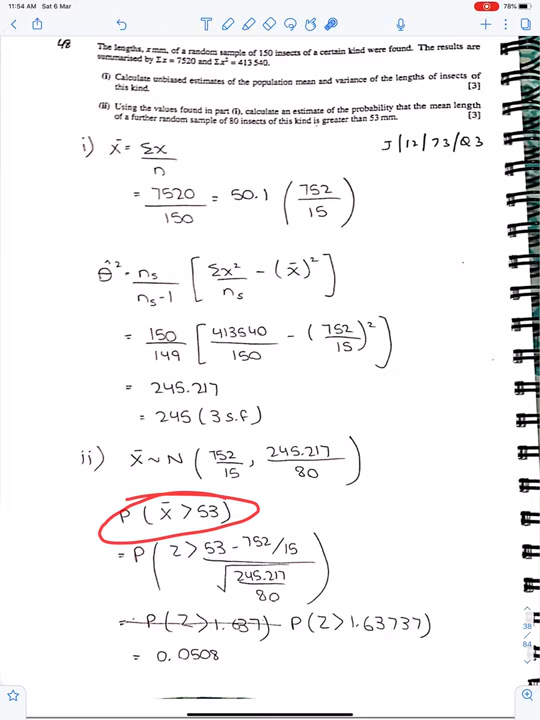 11:54 AM Sat 6 Mar
78%
48
The lengths, x mm, of a random sample of 150 insects of a certain kind were found. The results are
summarised by Σx = 7520 and Σx² = 413 540.
(i) Calculate unbiased estimates of the population mean and variance of the lengths of insects of
this kind. [3]
(ii) Using the values found in part (i), calculate an estimate of the probability that the mean length
of a further random sample of 80 insects of this kind is greater than 53 mm. [3]
J/12/73/Q3
i) x̄ = Σx / n
= 7520 / 150 = 50.1 (752 / 15)
θ̂² = ns / ns-1 [Σx² / ns - (x̄)²]
= 150 / 149 [413540 / 150 - (752 / 15)²]
= 245.217
= 245 (3 s.f)
ii) X̄ ~ N (752 / 15, 245.217 / 80)
P (X̄ > 53)
= P (Z > 53 - 752/15 / √245.217 / 80)
= P(Z > 1.637) P(Z > 1.63737)
= 0.0508
38
/
84